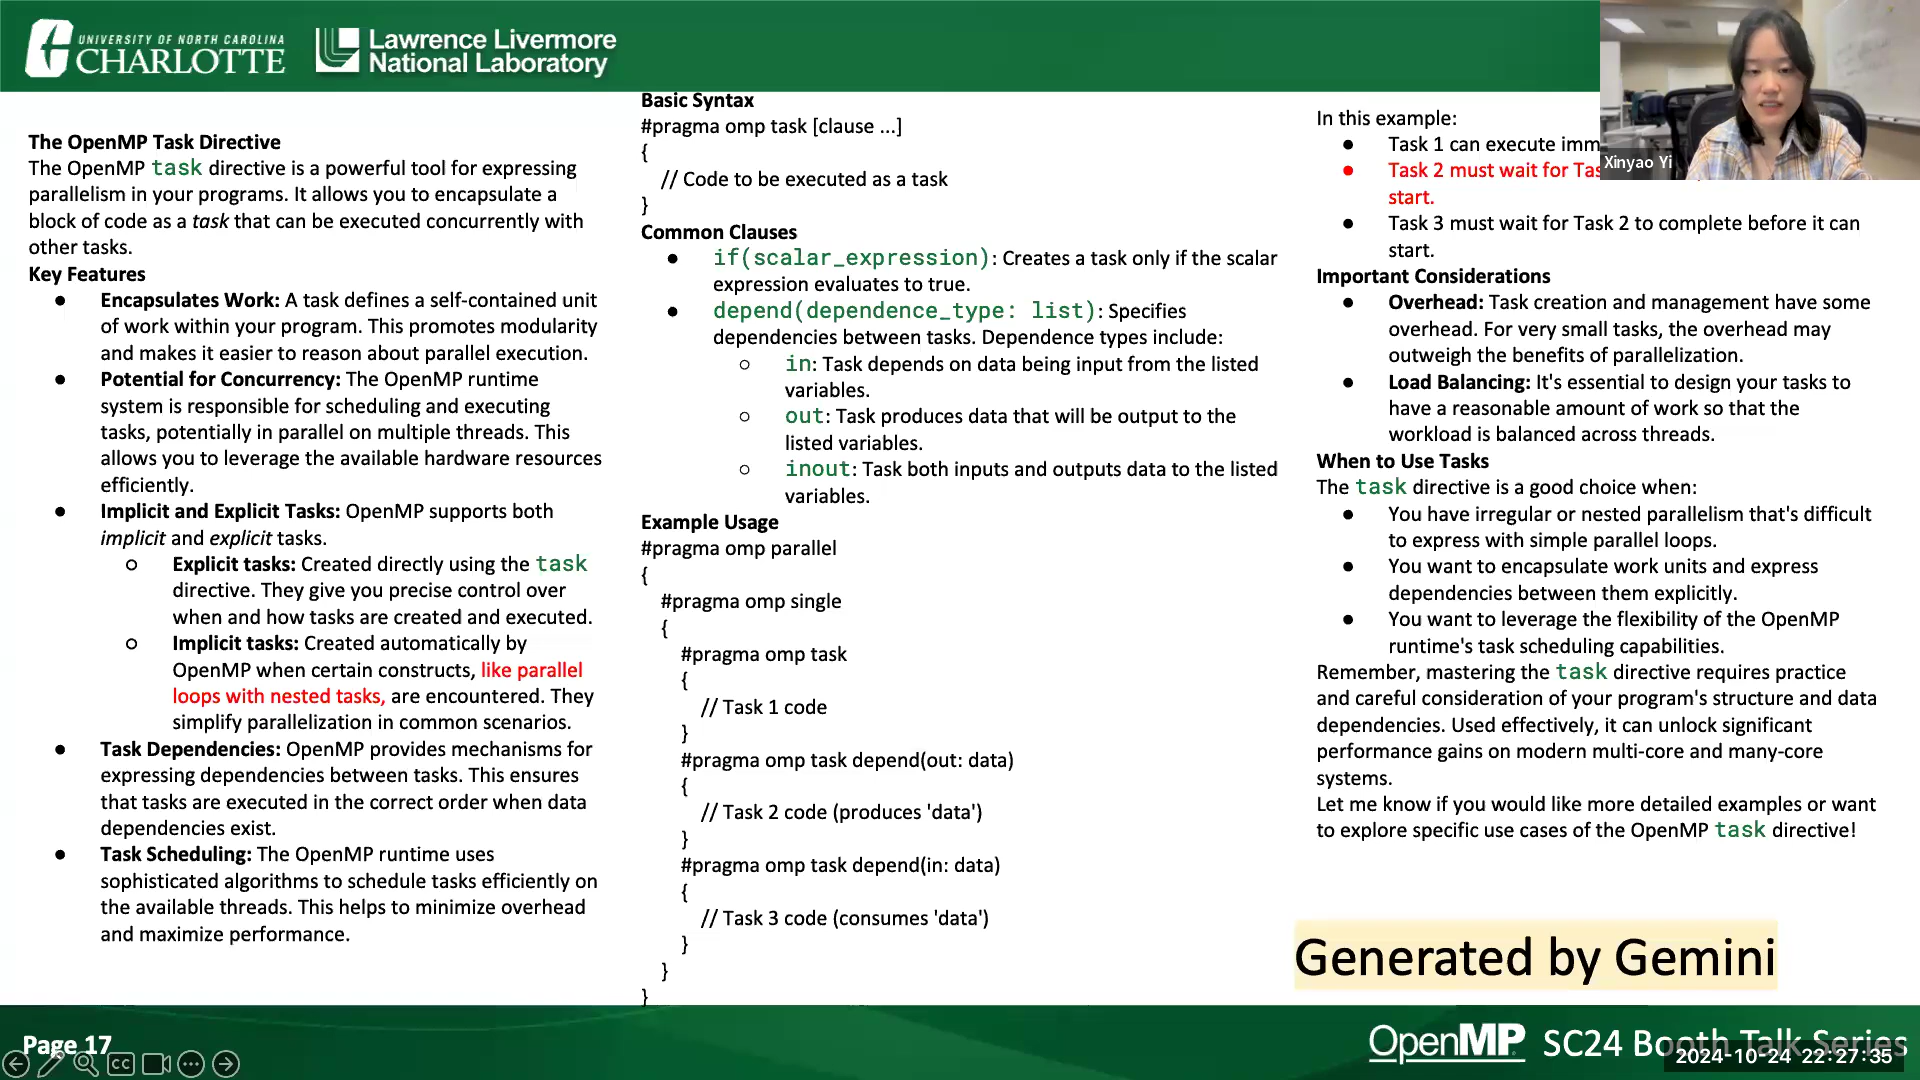 UNIVERSITY OF NORTH CAROLINA
CHARLOTTE
Lawrence Livermore
National Laboratory
The OpenMP Task Directive
The OpenMP task directive is a powerful tool for expressing
parallelism in your programs. It allows you to encapsulate a
block of code as a task that can be executed concurrently with
other tasks.
Key Features
● Encapsulates Work: A task defines a self-contained unit
of work within your program. This promotes modularity
and makes it easier to reason about parallel execution.
● Potential for Concurrency: The OpenMP runtime
system is responsible for scheduling and executing
tasks, potentially in parallel on multiple threads. This
allows you to leverage the available hardware resources
efficiently.
● Implicit and Explicit Tasks: OpenMP supports both
implicit and explicit tasks.
○ Explicit tasks: Created directly using the task
directive. They give you precise control over
when and how tasks are created and executed.
○ Implicit tasks: Created automatically by
OpenMP when certain constructs, like parallel
loops with nested tasks, are encountered. They
simplify parallelization in common scenarios.
● Task Dependencies: OpenMP provides mechanisms for
expressing dependencies between tasks. This ensures
that tasks are executed in the correct order when data
dependencies exist.
● Task Scheduling: The OpenMP runtime uses
sophisticated algorithms to schedule tasks efficiently on
the available threads. This helps to minimize overhead
and maximize performance.
Basic Syntax
#pragma omp task [clause ...]
{
// Code to be executed as a task
}
Common Clauses
● if(scalar_expression): Creates a task only if the scalar
expression evaluates to true.
● depend(dependence_type: list): Specifies
dependencies between tasks. Dependence types include:
○ in: Task depends on data being input from the listed
variables.
○ out: Task produces data that will be output to the
listed variables.
○ inout: Task both inputs and outputs data to the listed
variables.
Example Usage
#pragma omp parallel
{
#pragma omp single
{
#pragma omp task
{
// Task 1 code
}
#pragma omp task depend(out: data)
{
// Task 2 code (produces 'data')
}
#pragma omp task depend(in: data)
{
// Task 3 code (consumes 'data')
}
}
}
In this example:
● Task 1 can execute imm
● Task 2 must wait for Tas
start.
● Task 3 must wait for Task 2 to complete before it can
start.
Important Considerations
● Overhead: Task creation and management have some
overhead. For very small tasks, the overhead may
outweigh the benefits of parallelization.
● Load Balancing: It's essential to design your tasks to
have a reasonable amount of work so that the
workload is balanced across threads.
When to Use Tasks
The task directive is a good choice when:
● You have irregular or nested parallelism that's difficult
to express with simple parallel loops.
● You want to encapsulate work units and express
dependencies between them explicitly.
● You want to leverage the flexibility of the OpenMP
runtime's task scheduling capabilities.
Remember, mastering the task directive requires practice
and careful consideration of your program's structure and data
dependencies. Used effectively, it can unlock significant
performance gains on modern multi-core and many-core
systems.
Let me know if you would like more detailed examples or want
to explore specific use cases of the OpenMP task directive!
Generated by Gemini
Xinyao Yi
Page 17
CC
OpenMP SC24 Booth Talk Series
2024-10-24 22:27:35